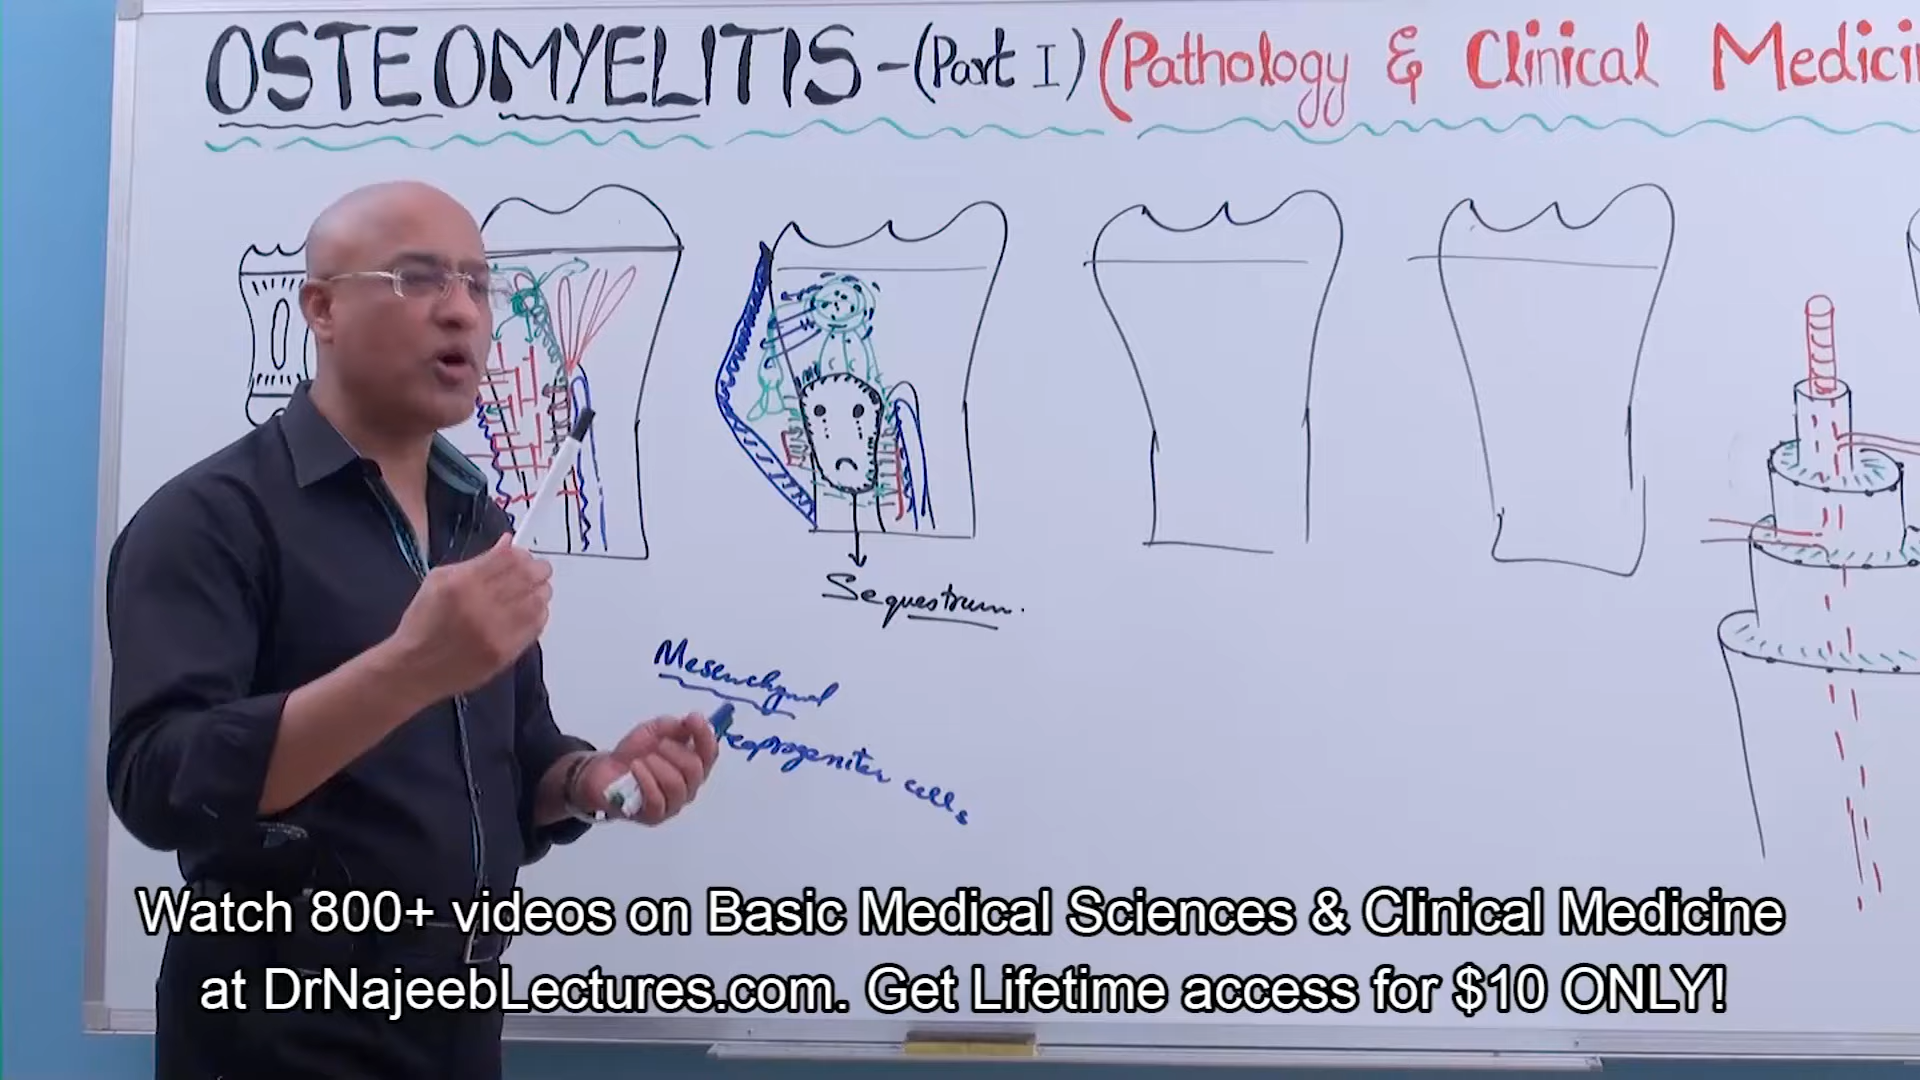 OSTEOMYELITIS - (Part I) (Pathology & Clinical Medici
Sequestrum.
Mesenchymal
progenitor cells
Watch 800+ videos on Basic Medical Sciences & Clinical Medicine
at DrNajeebLectures.com. Get Lifetime access for $10 ONLY!